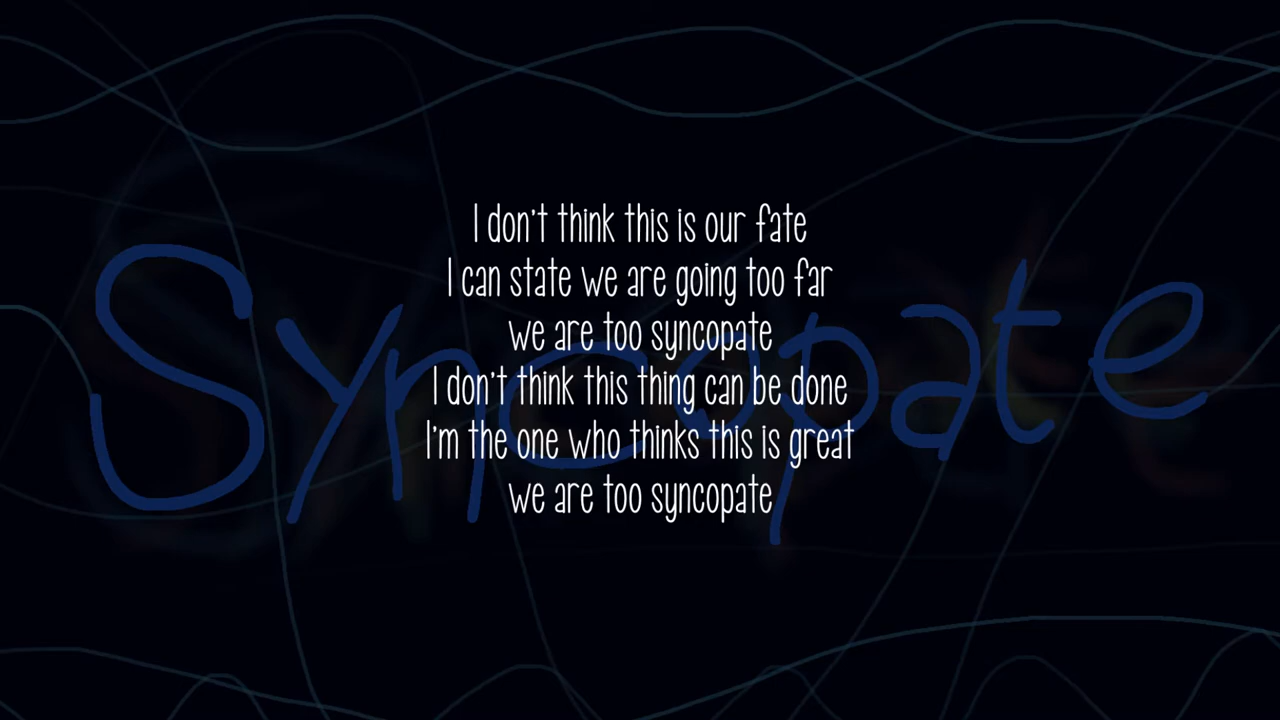 I don't think this is our fate
I can state we are going too far
we are too syncopate
I don't think this thing can be done
I'm the one who thinks this is great
we are too syncopate
Syncopate